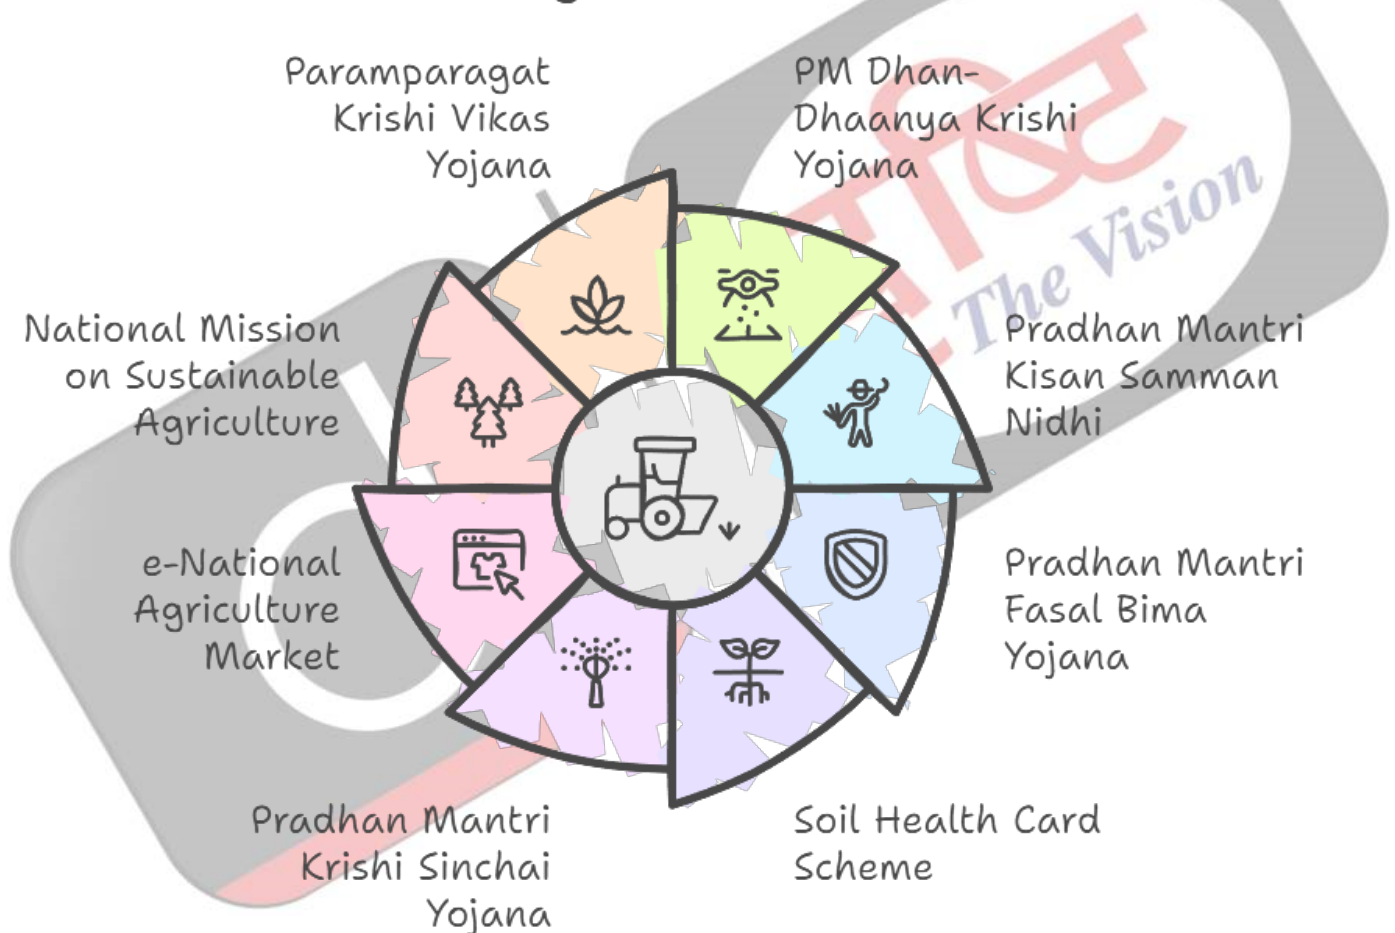 Paramparagat
Krishi Vikas
Yojana
PM Dhan-
Dhaanya Krishi
Yojana
National Mission
on Sustainable
Agriculture
Pradhan Mantri
Kisan Samman
Nidhi
e-National
Agriculture
Market
Pradhan Mantri
Fasal Bima
Yojana
Pradhan Mantri
Krishi Sinchai
Yojana
Soil Health Card
Scheme
The Vision